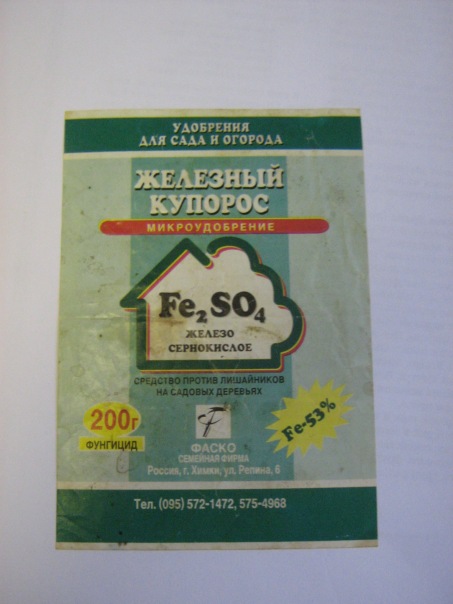 УДОБРЕНИЯ
ДЛЯ САДА И ОГОРОДА
ЖЕЛЕЗНЫЙ
КУПОРОС
МИКРОУДОБРЕНИЕ
Fe₂SO₄
ЖЕЛЕЗО
СЕРНОКИСЛОЕ
СРЕДСТВО ПРОТИВ ЛИШАЙНИКОВ
НА САДОВЫХ ДЕРЕВЬЯХ
200г
ФУНГИЦИД
Fe-53%
ФАСКО
СЕМЕЙНАЯ ФИРМА
Россия, г. Химки, ул. Репина, 6
Тел. (095) 572-1472, 575-4968